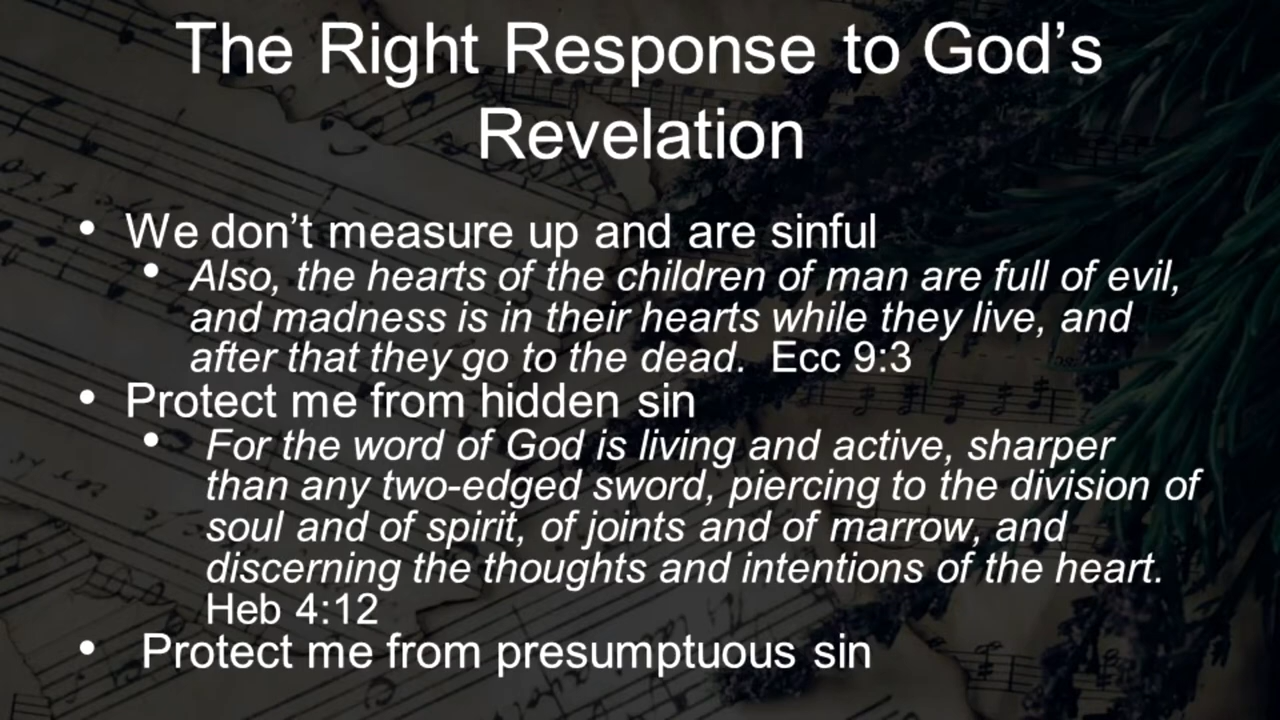 The Right Response to God’s
Revelation
• We don’t measure up and are sinful
• Also, the hearts of the children of man are full of evil,
and madness is in their hearts while they live, and
after that they go to the dead.  Ecc 9:3
• Protect me from hidden sin
• For the word of God is living and active, sharper
than any two-edged sword, piercing to the division of
soul and of spirit, of joints and of marrow, and
discerning the thoughts and intentions of the heart.
Heb 4:12
• Protect me from presumptuous sin